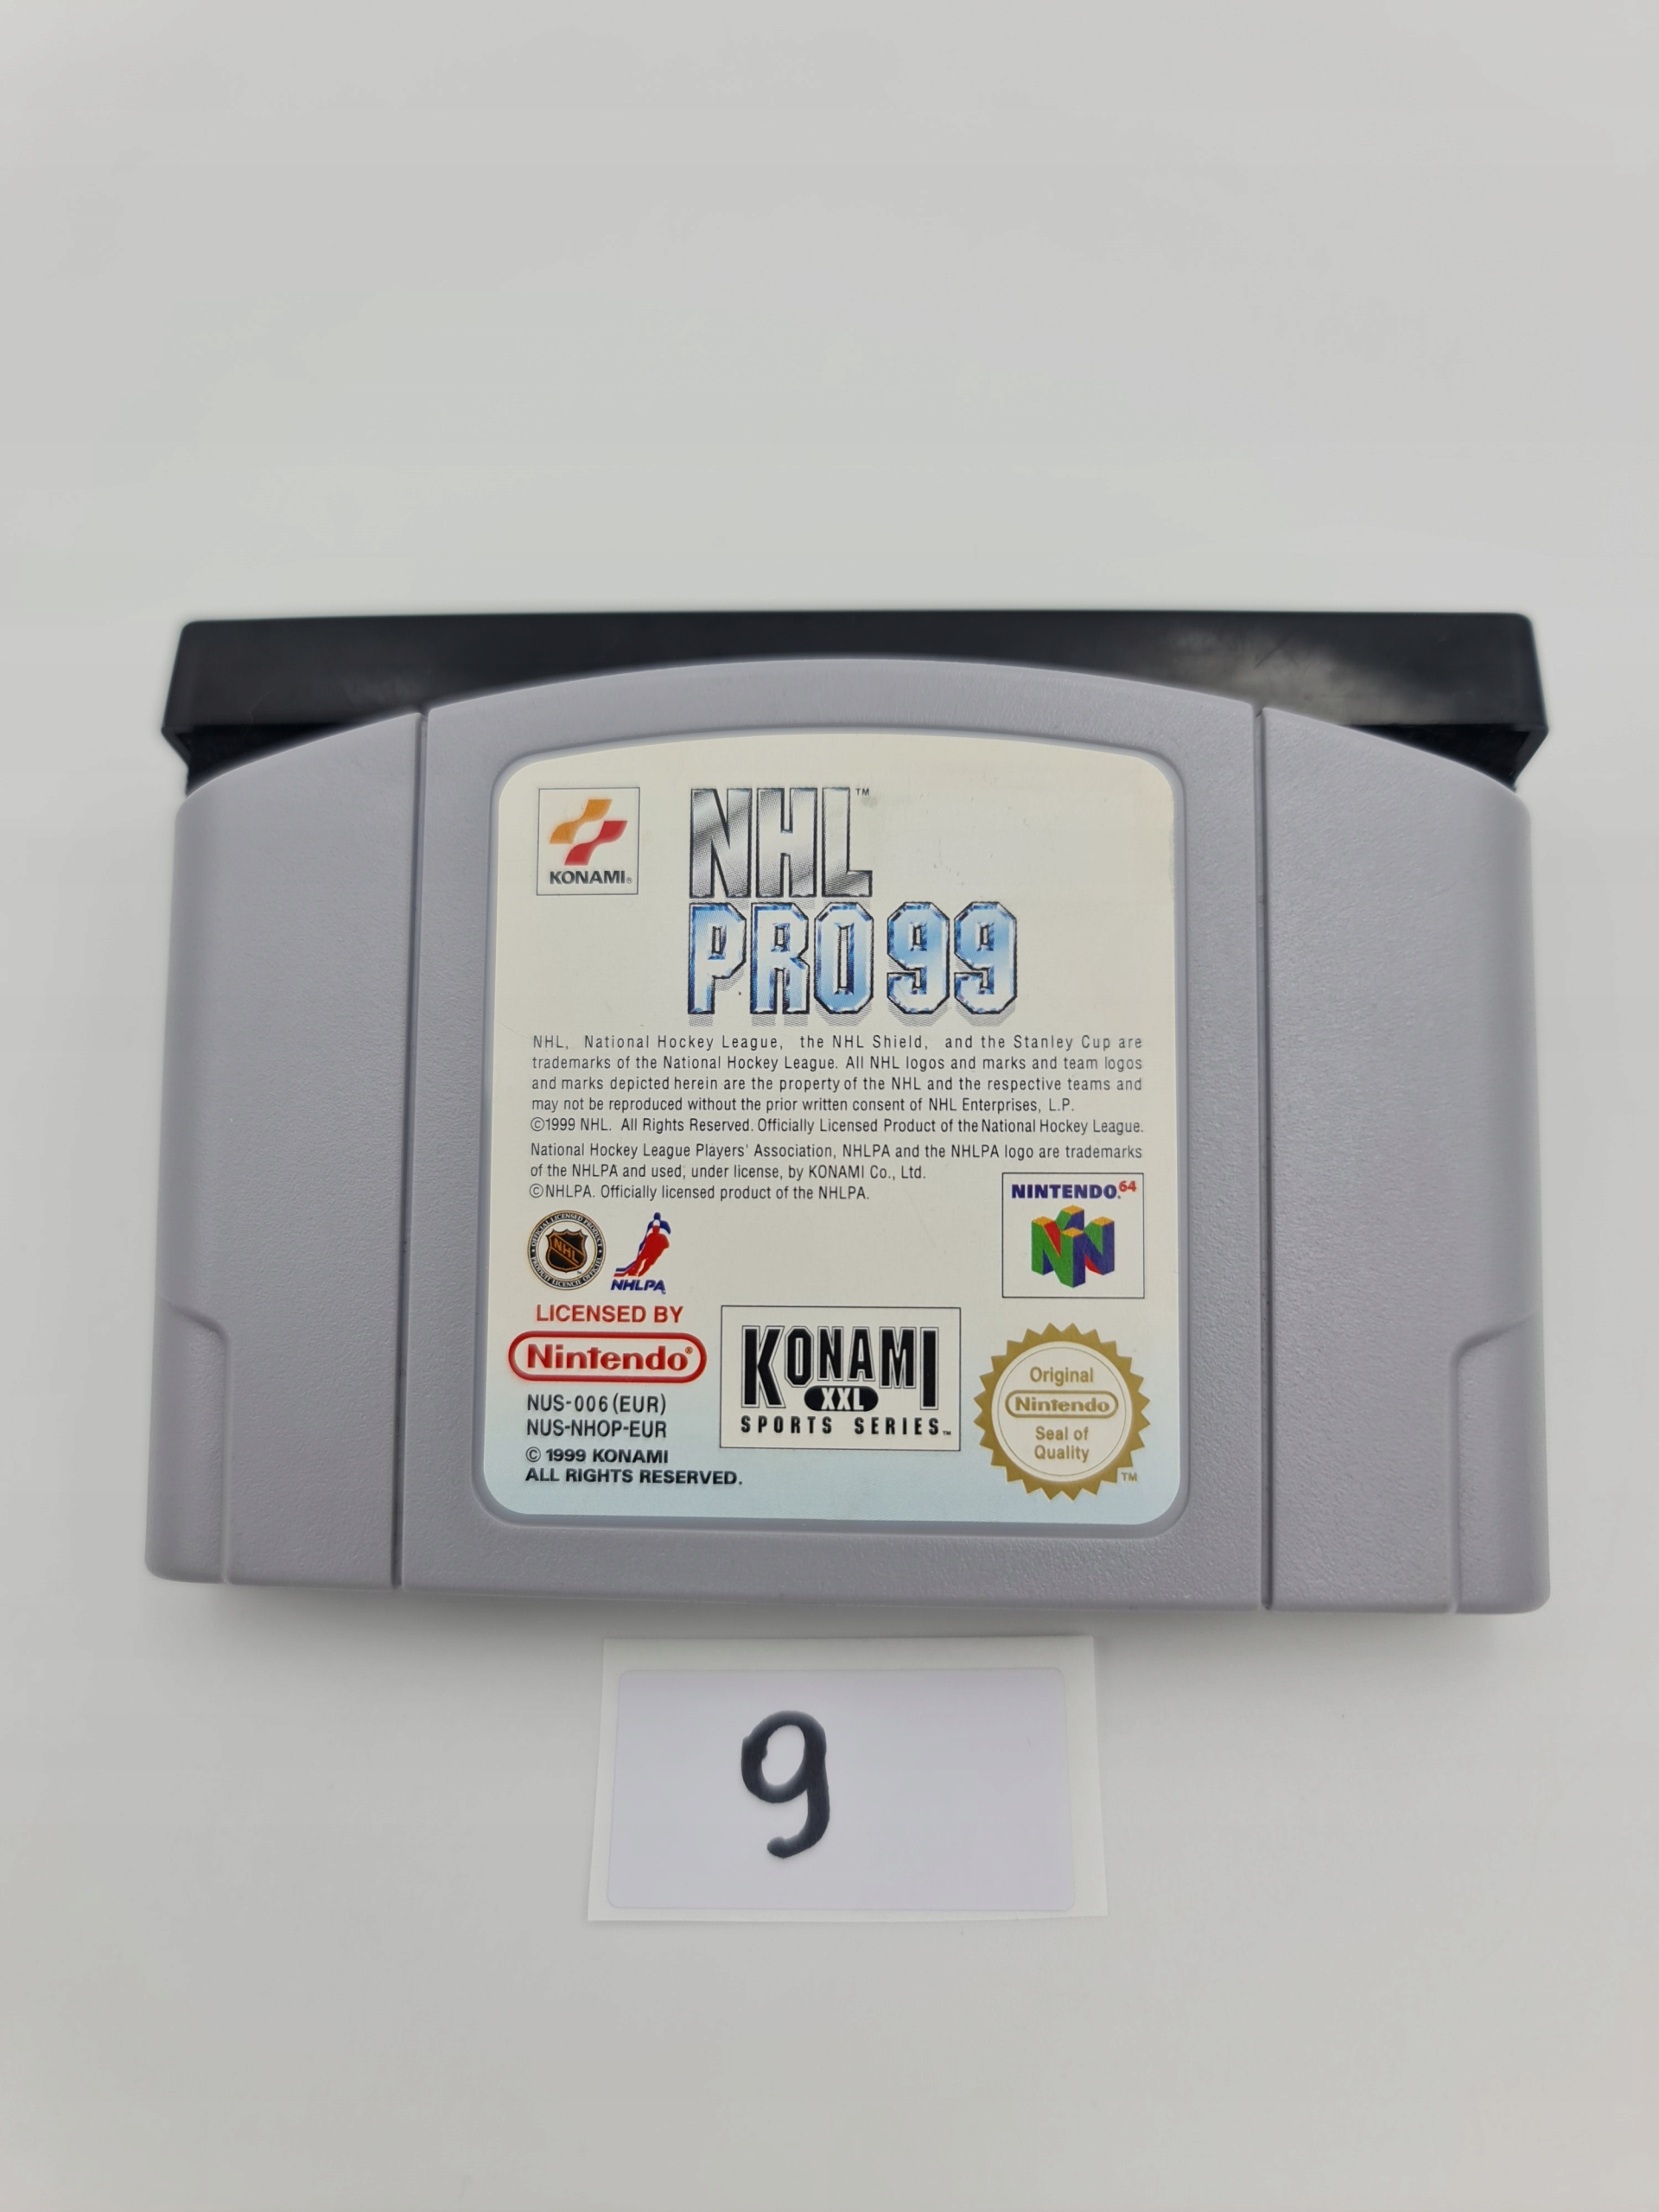 KONAMI®
NHL™
PRO 99
NHL, National Hockey League, the NHL Shield, and the Stanley Cup are
trademarks of the National Hockey League. All NHL logos and marks and team logos
and marks depicted herein are the property of the NHL and the respective teams and
may not be reproduced without the prior written consent of NHL Enterprises, L.P.
©1999 NHL. All Rights Reserved. Officially Licensed Product of the National Hockey League.
National Hockey League Players' Association, NHLPA and the NHLPA logo are trademarks
of the NHLPA and used, under license, by KONAMI Co., Ltd.
©NHLPA. Officially licensed product of the NHLPA.
NINTENDO64
NHL
NHLPA
LICENSED BY
Nintendo®
NUS-006 (EUR)
NUS-NHOP-EUR
© 1999 KONAMI
ALL RIGHTS RESERVED.
KONAMI
XXL
SPORTS SERIES™
Original
Nintendo
Seal of
Quality
TM
9